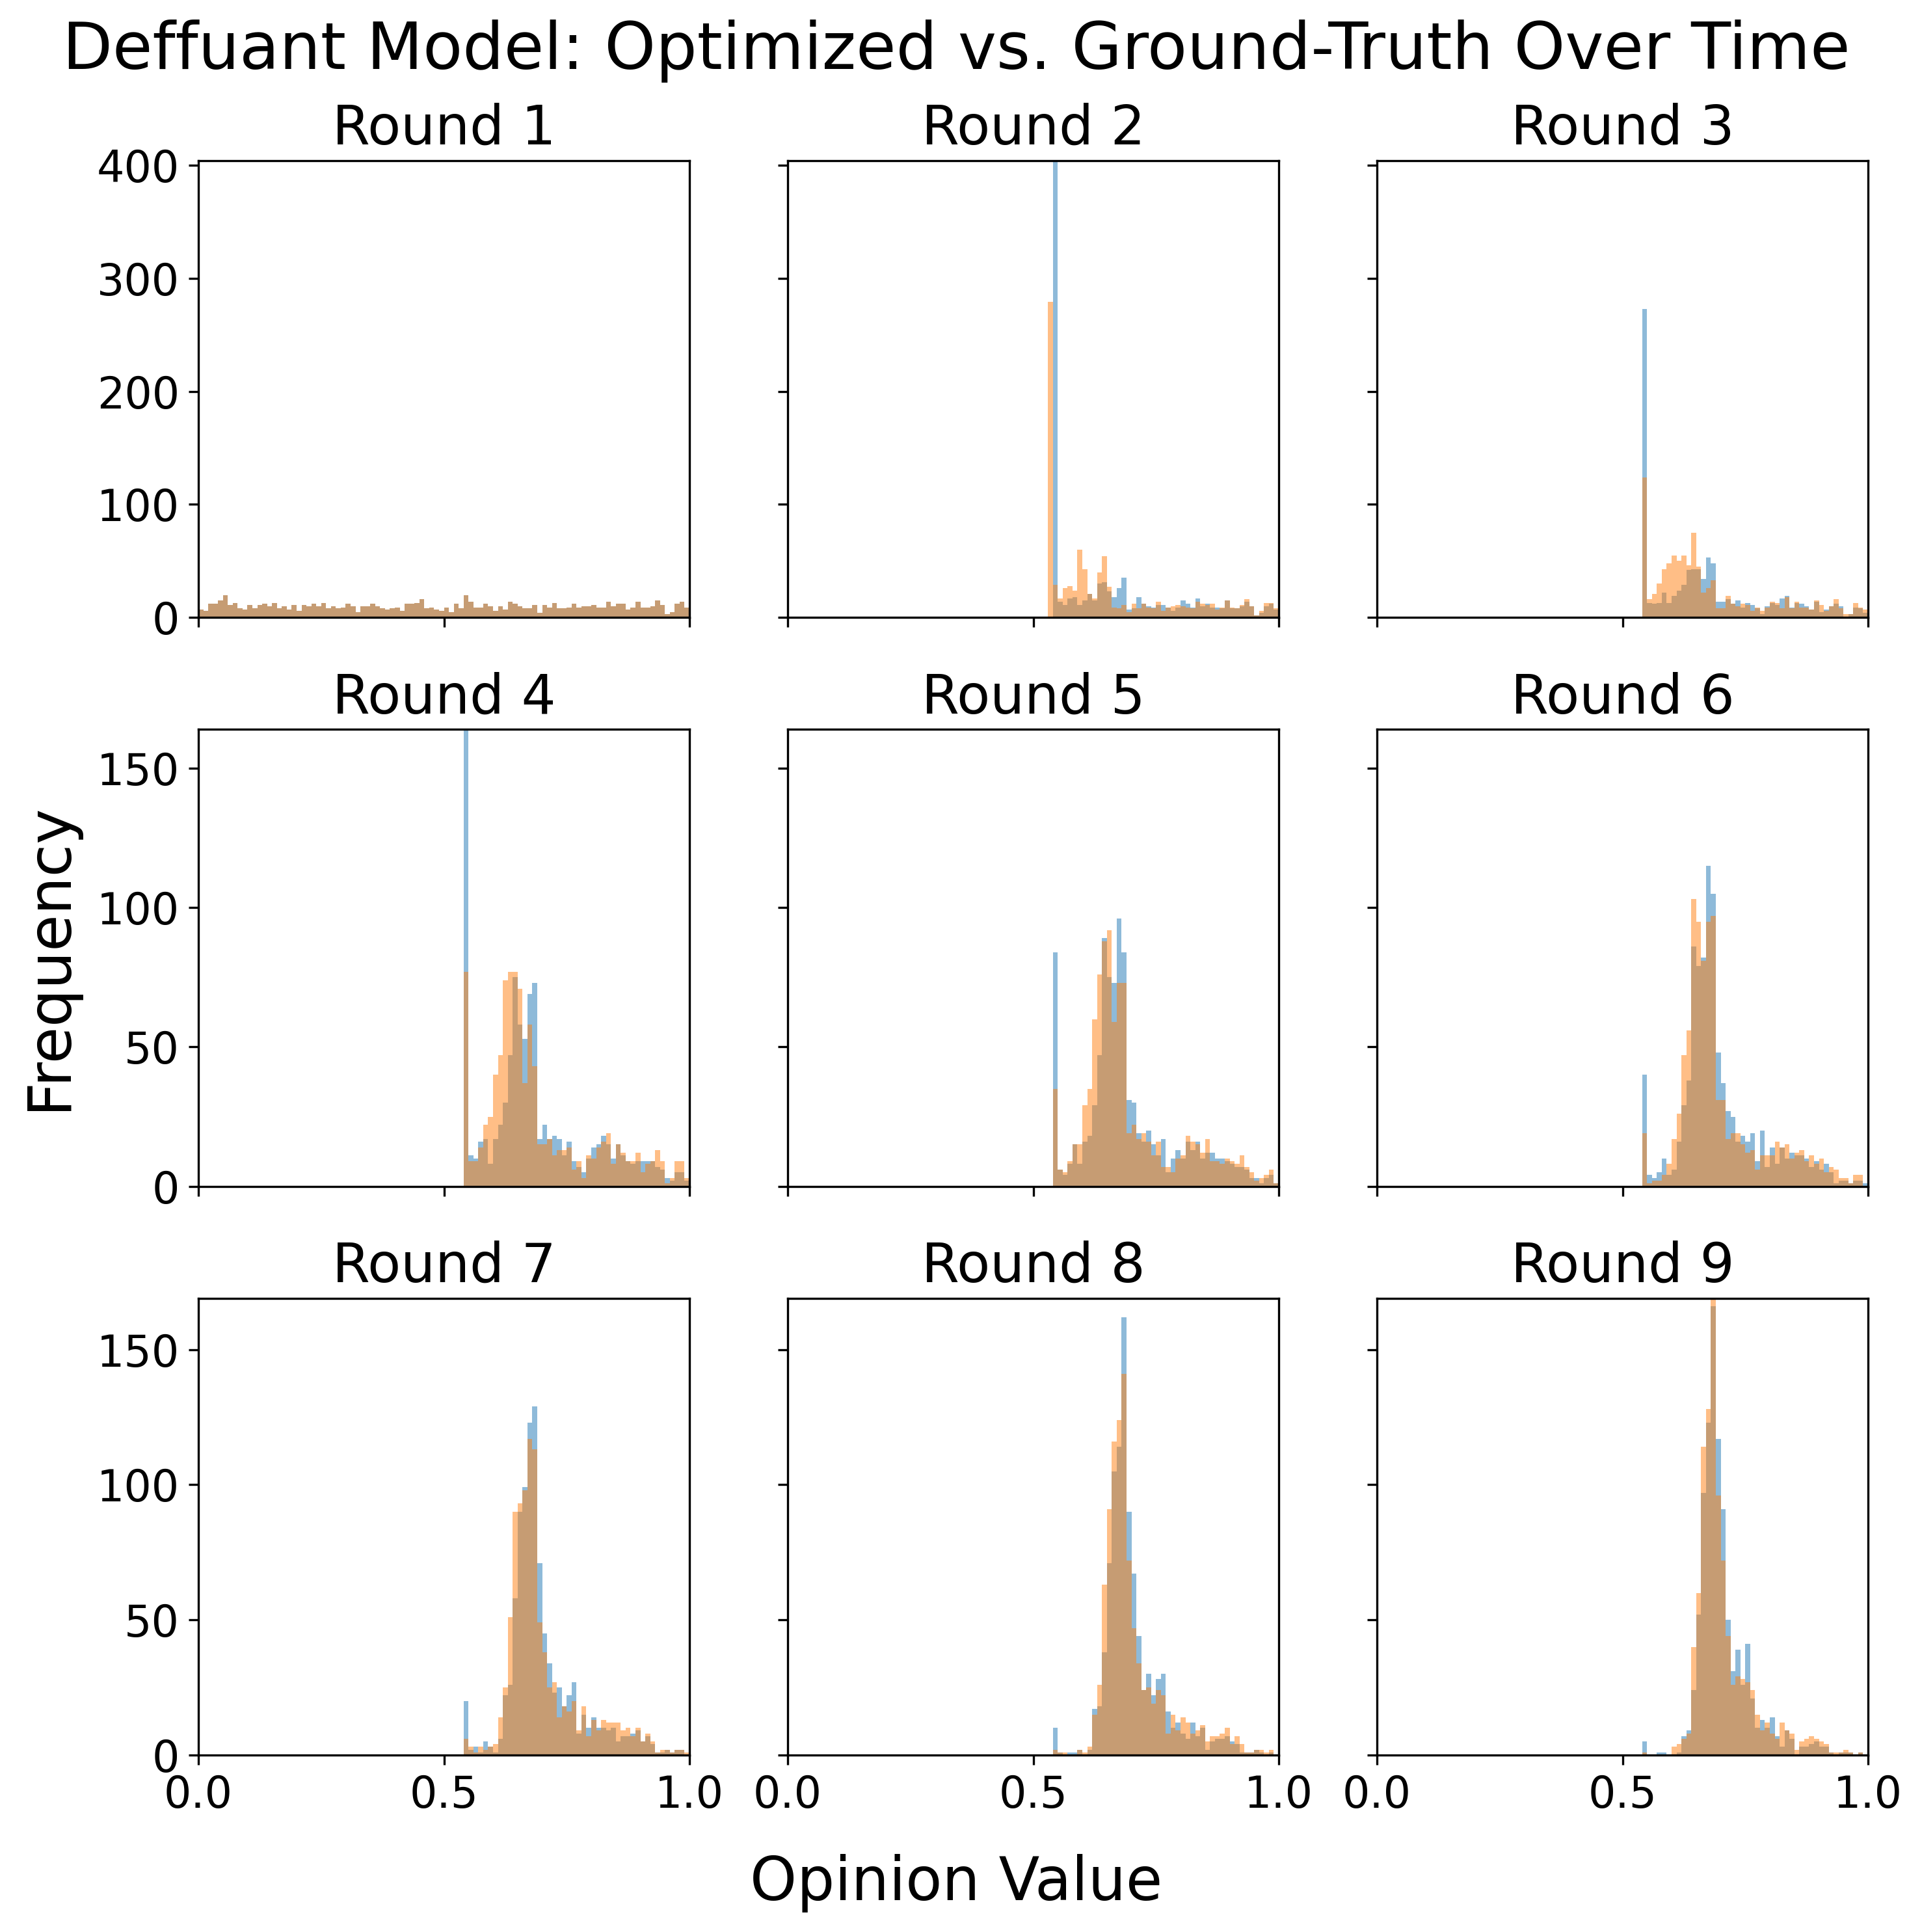 Deffuant Model: Optimized vs. Ground-Truth Over Time
Round 1
Round 2
Round 3
400
300
200
100
0
Round 4
Round 5
Round 6
150
100
50
0
Frequency
Round 7
Round 8
Round 9
150
100
50
0
0.0 0.5 1.0
0.0 0.5 1.0
0.0 0.5 1.0
Opinion Value